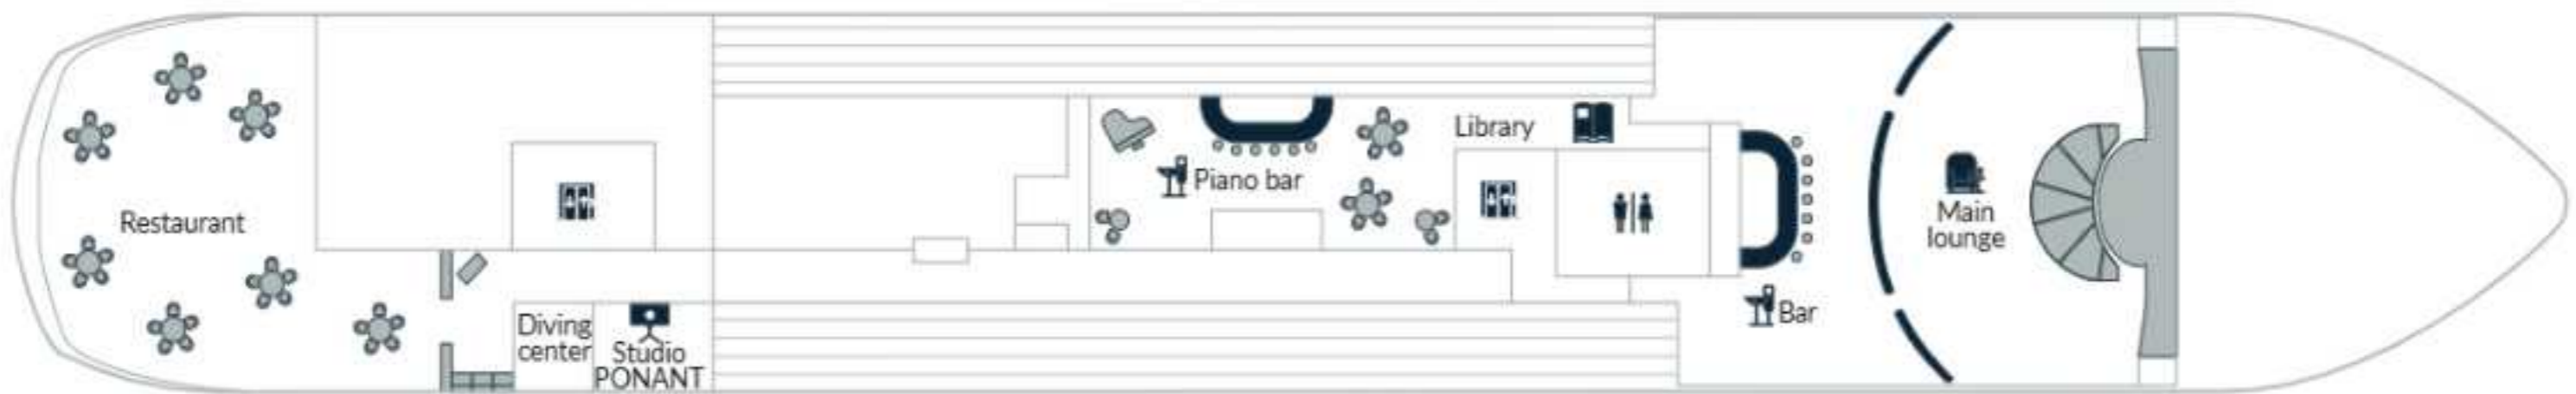 Restaurant
Diving
center
Studio
PONANT
Piano bar
Library
Bar
Main
lounge